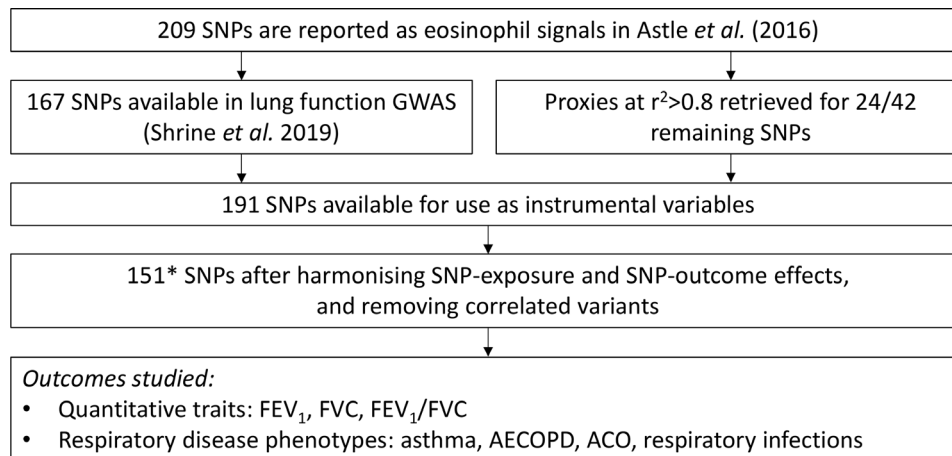 209 SNPs are reported as eosinophil signals in Astle et al. (2016)
167 SNPs available in lung function GWAS
(Shrine et al. 2019)
Proxies at r²>0.8 retrieved for 24/42
remaining SNPs
191 SNPs available for use as instrumental variables
151* SNPs after harmonising SNP-exposure and SNP-outcome effects,
and removing correlated variants
Outcomes studied:
• Quantitative traits: FEV₁, FVC, FEV₁/FVC
• Respiratory disease phenotypes: asthma, AECOPD, ACO, respiratory infections